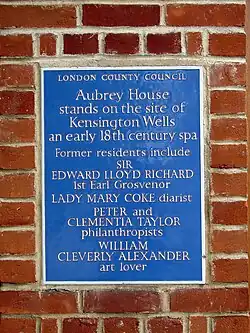 LONDON COUNTY COUNCIL
Aubrey House
stands on the site of
Kensington Wells
an early 18th century spa
Former residents include
SIR
EDWARD LLOYD RICHARD
1st Earl Grosvenor
LADY MARY COKE diarist
PETER and
CLEMENTIA TAYLOR
philanthropists
WILLIAM
CLEVERLY ALEXANDER
art lover